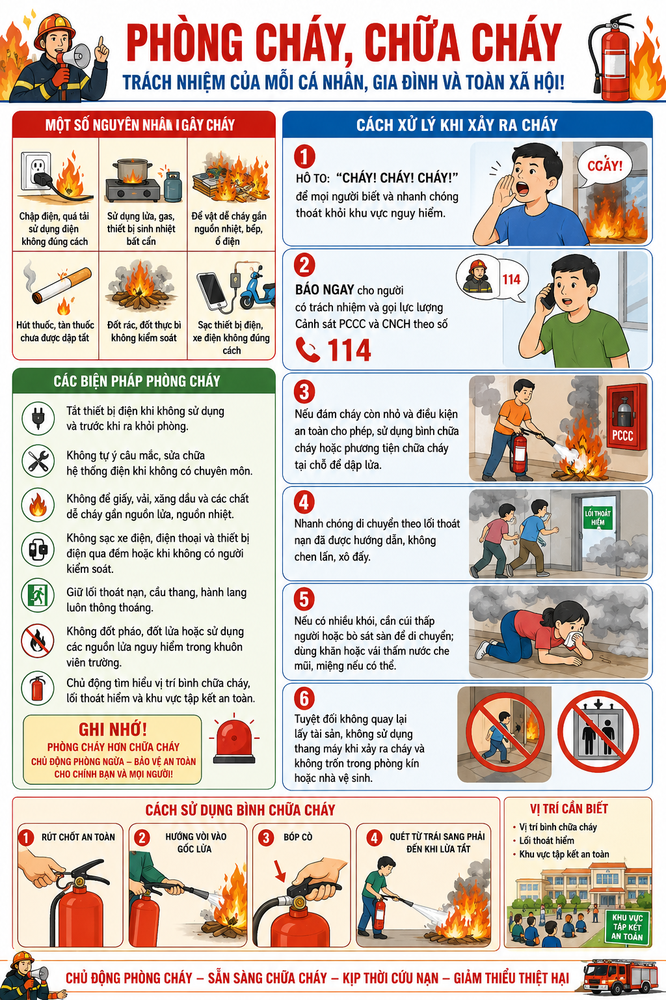 PHÒNG CHÁY, CHỮA CHÁY
TRÁCH NHIỆM CỦA MỖI CÁ NHÂN, GIA ĐÌNH VÀ TOÀN XÃ HỘI!
MỘT SỐ NGUYÊN NHÂN GÂY CHÁY
Chập điện, quá tải
sử dụng điện
không đúng cách
Sử dụng lửa, gas,
thiết bị sinh nhiệt
bất cẩn
Để vật dễ cháy gần
nguồn nhiệt, bếp,
ổ điện
Hút thuốc, tàn thuốc
chưa được dập tắt
Đốt rác, đốt thực bì
không kiểm soát
Sạc thiết bị điện,
xe điện không đúng
cách
CÁC BIỆN PHÁP PHÒNG CHÁY
Tắt thiết bị điện khi không sử dụng
và trước khi ra khỏi phòng.
Không tự ý câu mắc, sửa chữa
hệ thống điện khi không có chuyên môn.
Không để giấy, vải, xăng dầu và các chất
dễ cháy gần nguồn lửa, nguồn nhiệt.
Không sạc xe điện, điện thoại và thiết bị
điện qua đêm hoặc khi không có người
kiểm soát.
Giữ lối thoát nạn, cầu thang, hành lang
luôn thông thoáng.
Không đốt pháo, đốt lửa hoặc sử dụng
các nguồn lửa nguy hiểm trong khuôn
viên trường.
Chủ động tìm hiểu vị trí bình chữa cháy,
lối thoát hiểm và khu vực tập kết an toàn.
GHI NHỚ!
PHÒNG CHÁY HƠN CHỮA CHÁY
CHỦ ĐỘNG PHÒNG NGỪA – BẢO VỆ AN TOÀN
CHO CHÍNH BẠN VÀ MỌI NGƯỜI!
CÁCH XỬ LÝ KHI XẢY RA CHÁY
1
HÔ TO: "CHÁY! CHÁY! CHÁY!"
để mọi người biết và nhanh chóng
thoát khỏi khu vực nguy hiểm.
2
BÁO NGAY cho người
có trách nhiệm và gọi lực lượng
Cảnh sát PCCC và CNCH theo số
114
114
3
Nếu đám cháy còn nhỏ và điều kiện
an toàn cho phép, sử dụng bình chữa
cháy hoặc phương tiện chữa cháy
tại chỗ để dập lửa.
PCCC
4
Nhanh chóng di chuyển theo lối thoát
nạn đã được hướng dẫn, không
chen lấn, xô đẩy.
LỐI THOÁT
HIỂM
5
Nếu có nhiều khói, cần cúi thấp
người hoặc bò sát sàn để di chuyển;
dùng khăn hoặc vải thấm nước che
mũi, miệng nếu có thể.
6
Tuyệt đối không quay lại
lấy tài sản, không sử dụng
thang máy khi xảy ra cháy và
không trốn trong phòng kín
hoặc nhà vệ sinh.
CÁCH SỬ DỤNG BÌNH CHỮA CHÁY
1 RÚT CHỐT AN TOÀN
2 HƯỚNG VÒI VÀO
GỐC LỬA
3 BÓP CÒ
4 QUÉT TỪ TRÁI SANG PHẢI
ĐẾN KHI LỬA TẮT
VỊ TRÍ CẦN BIẾT
• Vị trí bình chữa cháy
• Lối thoát hiểm
• Khu vực tập kết an toàn
KHU VỰC
TẬP KẾT
AN TOÀN
CHỦ ĐỘNG PHÒNG CHÁY – SẴN SÀNG CHỮA CHÁY – KỊP THỜI CỨU NẠN – GIẢM THIỂU THIỆT HẠI